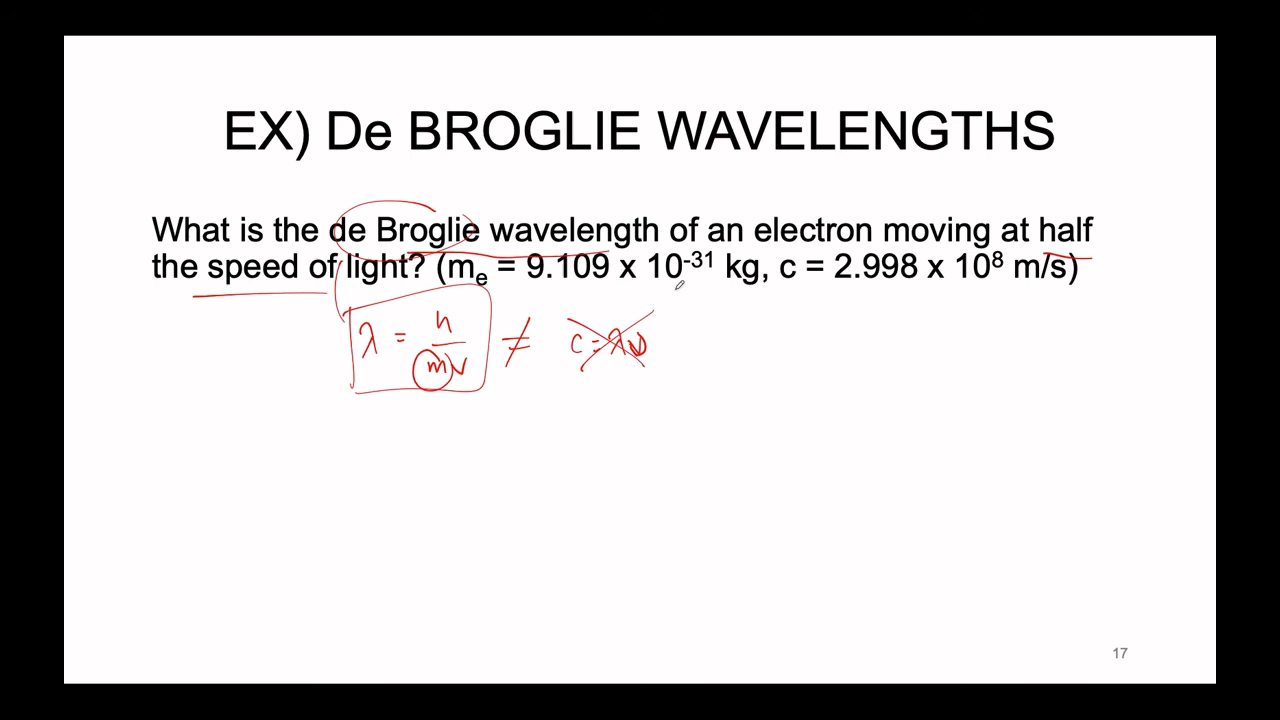 EX) De BROGLIE WAVELENGTHS
What is the de Broglie wavelength of an electron moving at half
the speed of light? (mₑ = 9.109 x 10⁻³¹ kg, c = 2.998 x 10⁸ m/s)
λ = h/mv ≠ c = λν
17